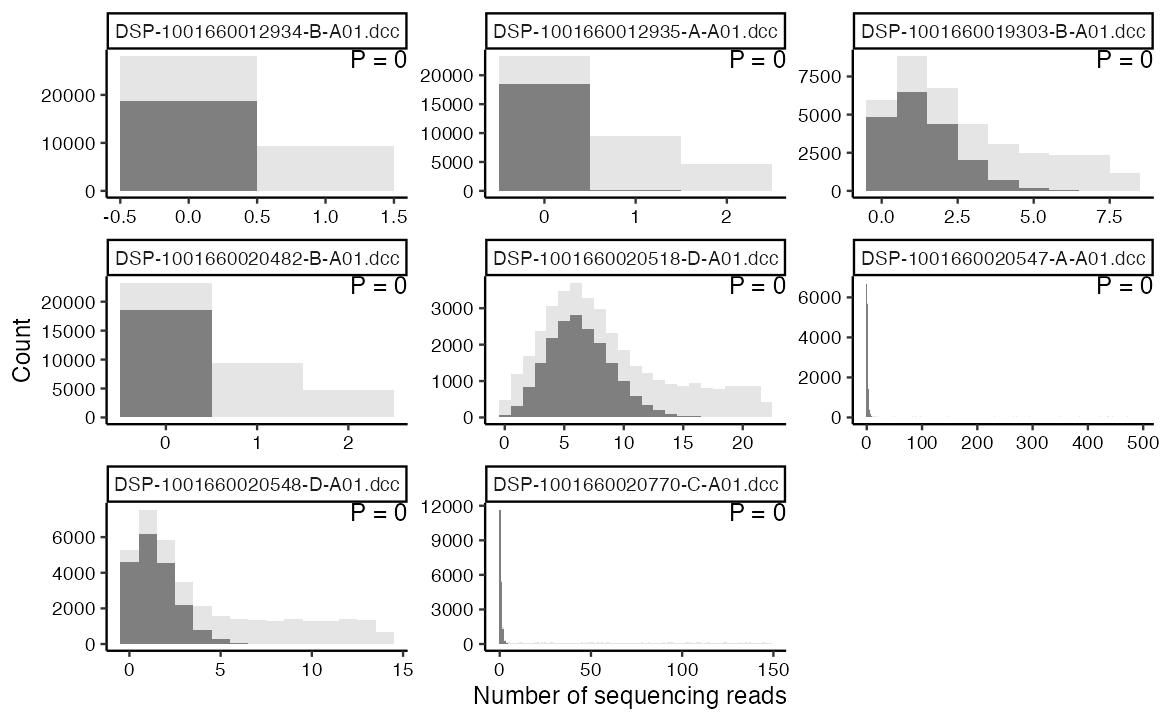 DSP-1001660012934-B-A01.dcc
P = 0
20000
10000
0
-0.5 0.0 0.5 1.0 1.5
DSP-1001660012935-A-A01.dcc
P = 0
20000
15000
10000
5000
0
0 1 2
DSP-1001660019303-B-A01.dcc
P = 0
7500
5000
2500
0
0.0 2.5 5.0 7.5
Count
DSP-1001660020482-B-A01.dcc
P = 0
20000
15000
10000
5000
0
0 1 2
DSP-1001660020518-D-A01.dcc
P = 0
3000
2000
1000
0
0 5 10 15 20
DSP-1001660020547-A-A01.dcc
P = 0
6000
4000
2000
0
0 100 200 300 400 500
DSP-1001660020548-D-A01.dcc
P = 0
6000
4000
2000
0
0 5 10 15
DSP-1001660020770-C-A01.dcc
P = 0
12000
9000
6000
3000
0
0 50 100 150
Number of sequencing reads